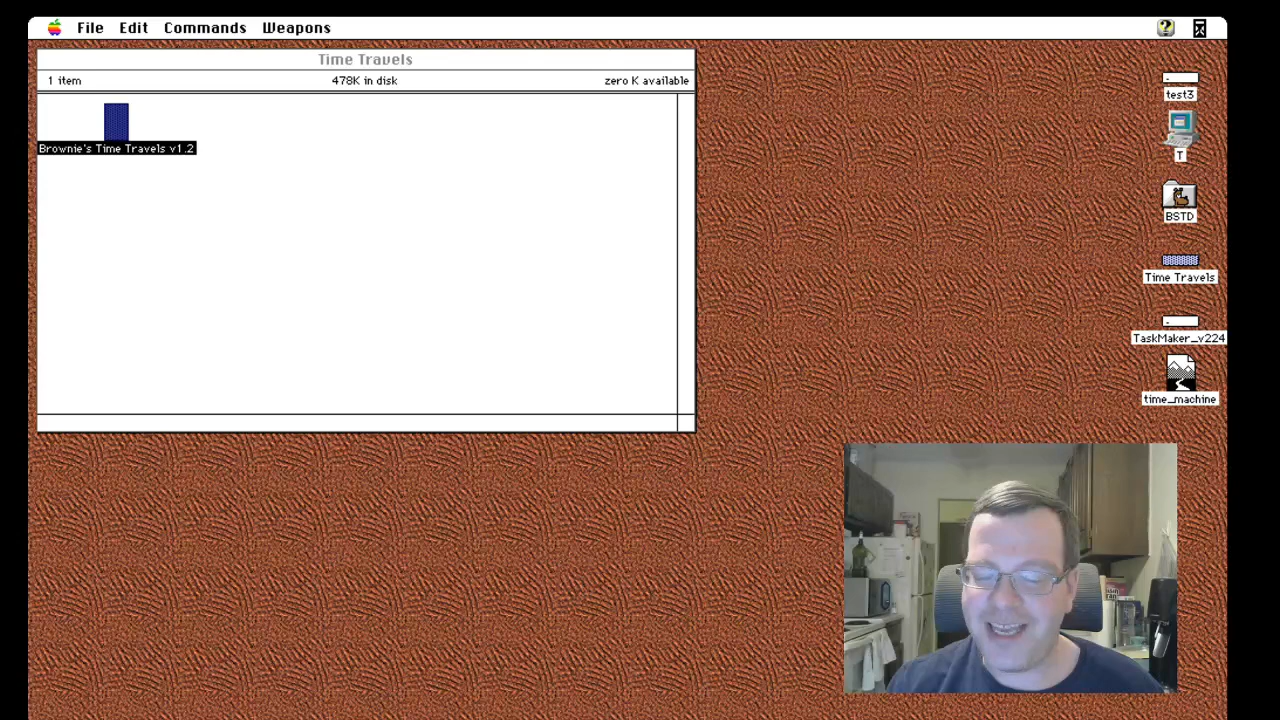 File Edit Commands Weapons
Time Travels
1 item 478K in disk zero K available
Brownie's Time Travels v1.2
test3
T
BSTD
Time Travels
TaskMaker_v224
time_machine